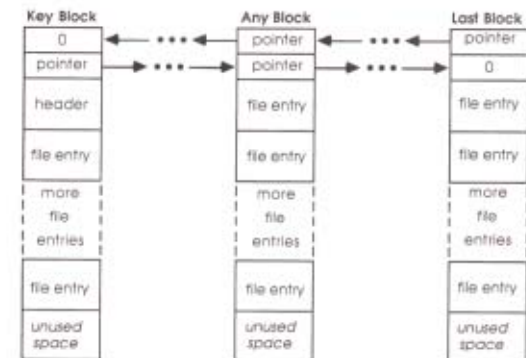 Key Block
Any Block
Last Block
0
pointer
pointer
pointer
pointer
0
header
file entry
file entry
file entry
file entry
file entry
more
file
entries
more
file
entries
more
file
entries
file entry
file entry
file entry
unused
space
unused
space
unused
space